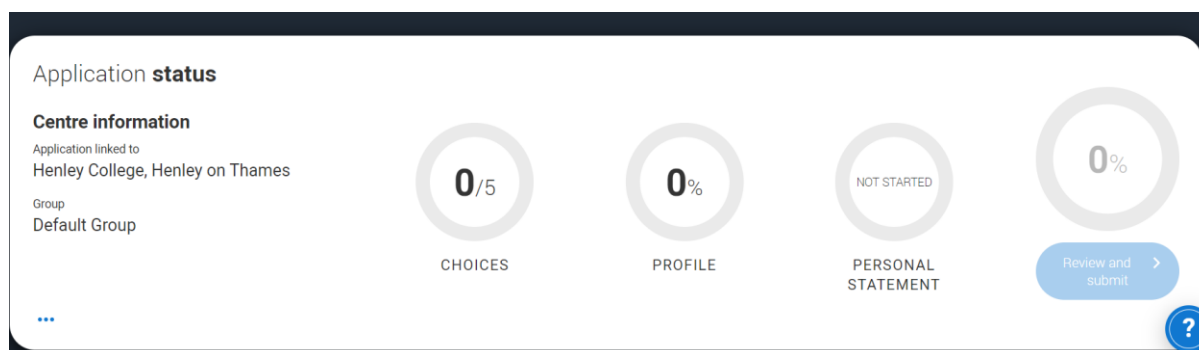 Application status
Centre information
Application linked to
Henley College, Henley on Thames
Group
Default Group
0/5
CHOICES
0%
PROFILE
NOT STARTED
PERSONAL
STATEMENT
0%
Review and
submit
...
?